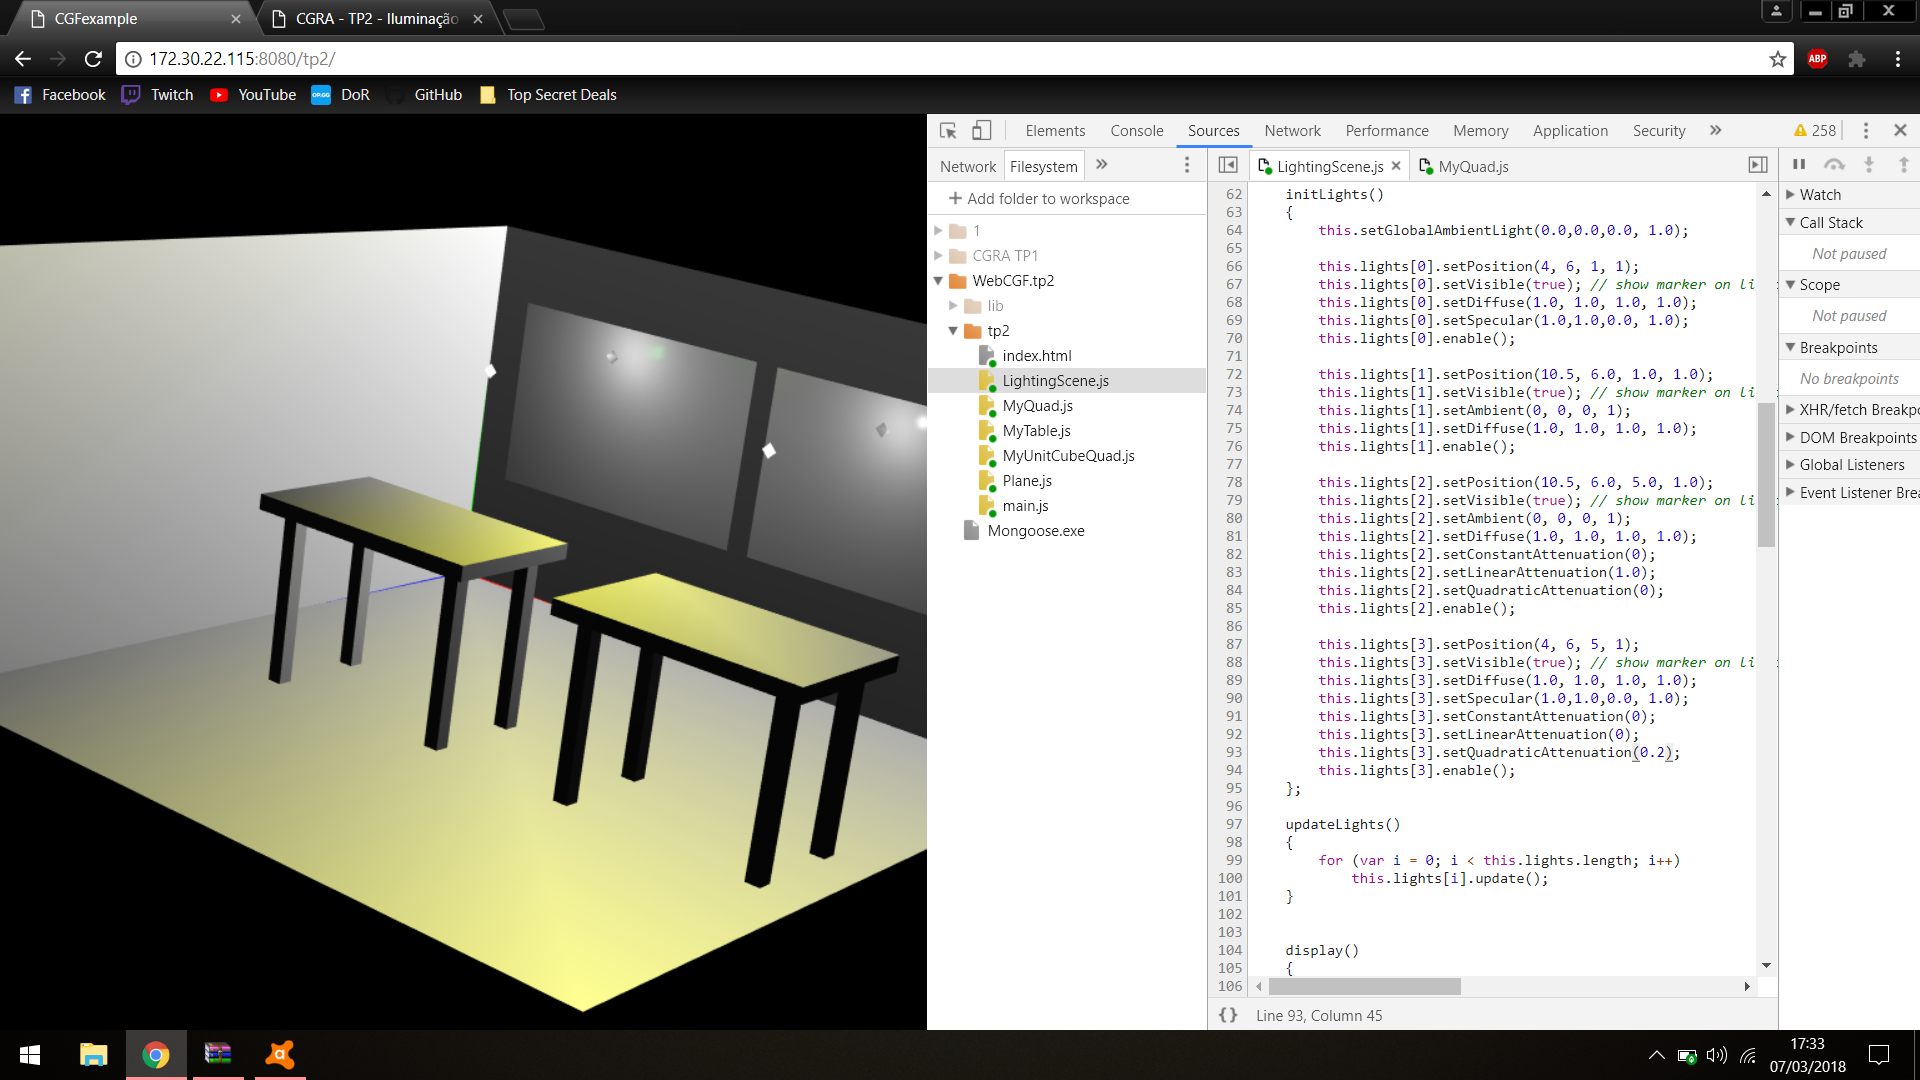 CGFexample
CGRA - TP2 - Iluminação
172.30.22.115:8080/tp2/
ABP
Facebook
Twitch
YouTube
DoR
GitHub
Top Secret Deals
Elements
Console
Sources
Network
Performance
Memory
Application
Security
258
Network
Filesystem
Add folder to workspace
1
CGRA TP1
WebCGF.tp2
lib
tp2
index.html
LightingScene.js
MyQuad.js
MyTable.js
MyUnitCubeQuad.js
Plane.js
main.js
Mongoose.exe
LightingScene.js
MyQuad.js
62 initLights()
63 {
64 this.setGlobalAmbientLight(0.0,0.0,0.0, 1.0);
65
66 this.lights[0].setPosition(4, 6, 1, 1);
67 this.lights[0].setVisible(true); // show marker on li
68 this.lights[0].setDiffuse(1.0, 1.0, 1.0, 1.0);
69 this.lights[0].setSpecular(1.0,1.0,0.0, 1.0);
70 this.lights[0].enable();
71
72 this.lights[1].setPosition(10.5, 6.0, 1.0, 1.0);
73 this.lights[1].setVisible(true); // show marker on li
74 this.lights[1].setAmbient(0, 0, 0, 1);
75 this.lights[1].setDiffuse(1.0, 1.0, 1.0, 1.0);
76 this.lights[1].enable();
77
78 this.lights[2].setPosition(10.5, 6.0, 5.0, 1.0);
79 this.lights[2].setVisible(true); // show marker on li
80 this.lights[2].setAmbient(0, 0, 0, 1);
81 this.lights[2].setDiffuse(1.0, 1.0, 1.0, 1.0);
82 this.lights[2].setConstantAttenuation(0);
83 this.lights[2].setLinearAttenuation(1.0);
84 this.lights[2].setQuadraticAttenuation(0);
85 this.lights[2].enable();
86
87 this.lights[3].setPosition(4, 6, 5, 1);
88 this.lights[3].setVisible(true); // show marker on li
89 this.lights[3].setDiffuse(1.0, 1.0, 1.0, 1.0);
90 this.lights[3].setSpecular(1.0,1.0,0.0, 1.0);
91 this.lights[3].setConstantAttenuation(0);
92 this.lights[3].setLinearAttenuation(0);
93 this.lights[3].setQuadraticAttenuation(0.2);
94 this.lights[3].enable();
95 };
96
97 updateLights()
98 {
99 for (var i = 0; i < this.lights.length; i++)
100 this.lights[i].update();
101 }
102
103
104 display()
105 {
106
{} Line 93, Column 45
Watch
Call Stack
Not paused
Scope
Not paused
Breakpoints
No breakpoints
XHR/fetch Breakpo
DOM Breakpoints
Global Listeners
Event Listener Brea
17:33
07/03/2018